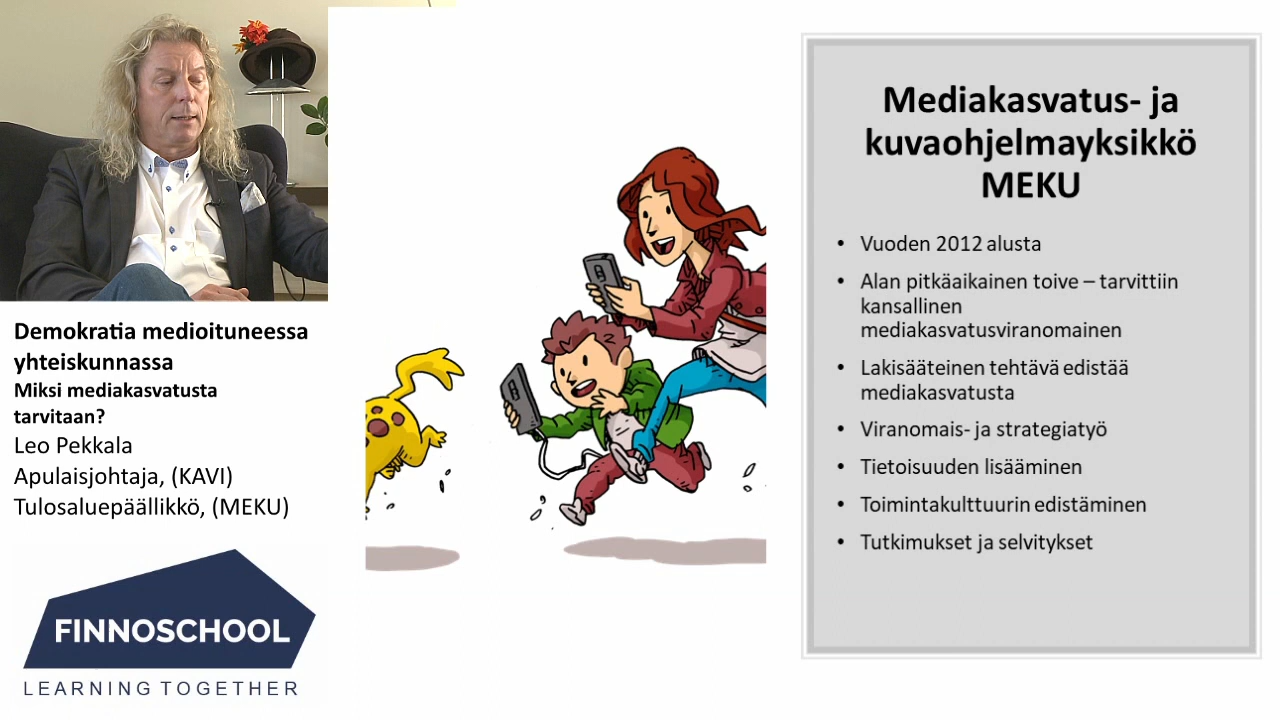 Demokratia medioituneessa
yhteiskunnassa
Miksi mediakasvatusta
tarvitaan?
Leo Pekkala
Apulaisjohtaja, (KAVI)
Tulosaluepäällikkö, (MEKU)
FINNOSCHOOL
LEARNING TOGETHER
Mediakasvatus- ja
kuvaohjelmayksikkö
MEKU
• Vuoden 2012 alusta
• Alan pitkäaikainen toive – tarvittiin
kansallinen
mediakasvatusviranomainen
• Lakisääteinen tehtävä edistää
mediakasvatusta
• Viranomais- ja strategiatyö
• Tietoisuuden lisääminen
• Toimintakulttuurin edistäminen
• Tutkimukset ja selvitykset